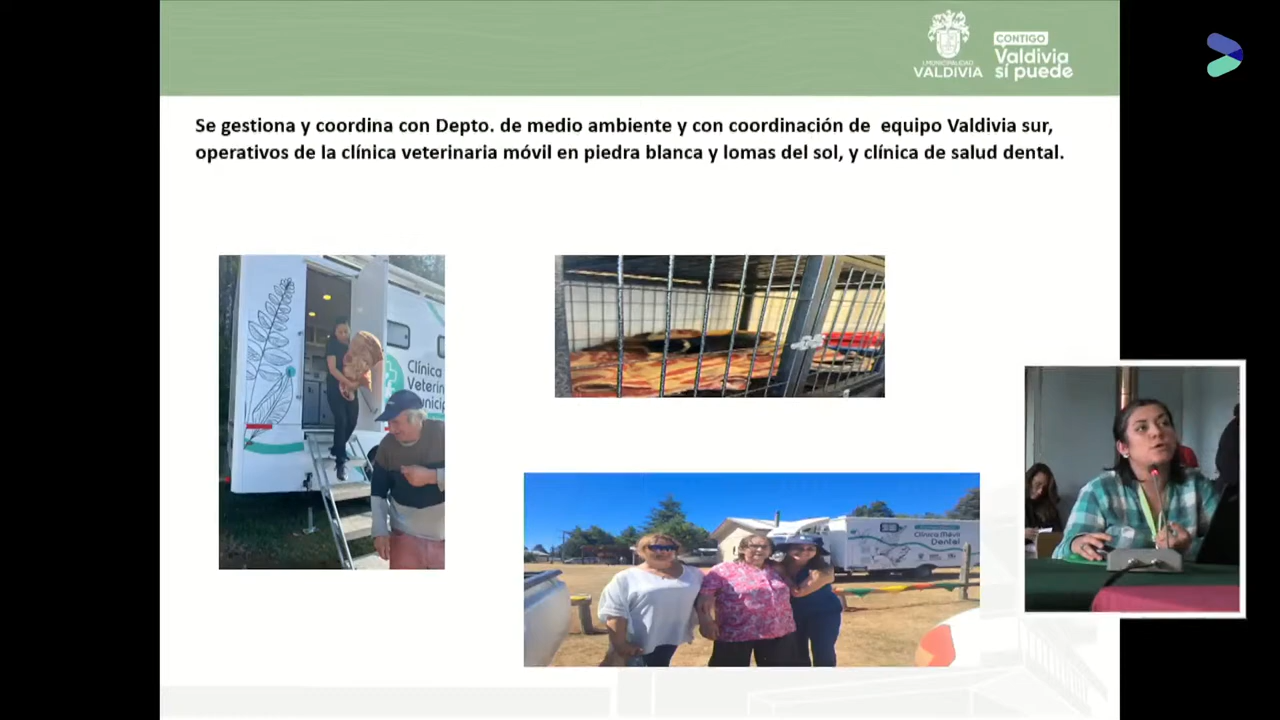 I. MUNICIPALIDAD
VALDIVIA
CONTIGO
Valdivia
sí puede
Se gestiona y coordina con Depto. de medio ambiente y con coordinación de equipo Valdivia sur,
operativos de la clínica veterinaria móvil en piedra blanca y lomas del sol, y clínica de salud dental.
Clínica
Veterin
unicip
Clínica Móvil
Dental